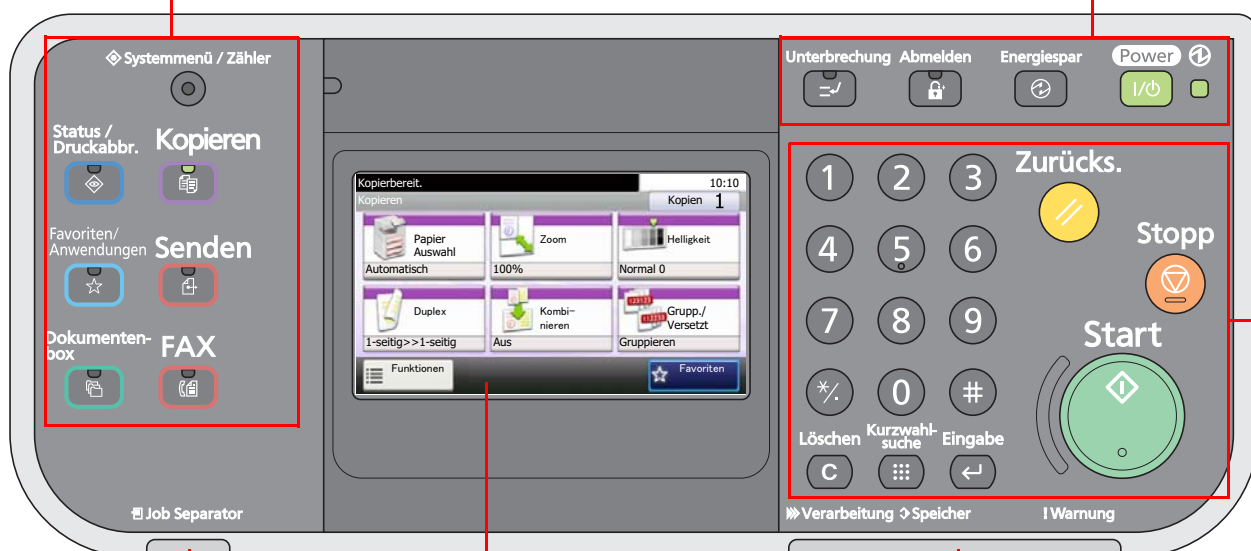 Systemmenü / Zähler
Status /
Druckabbr.
Kopieren
Favoriten/
Anwendungen
Senden
Dokumenten-
box
FAX
Job Separator
Kopierbereit.
10:10
Kopieren
Kopien 1
Papier
Auswahl
Automatisch
Zoom
100%
Helligkeit
Normal 0
Duplex
1-seitig>>1-seitig
Kombi-
nieren
Aus
123123
112233
Grupp./
Versetzt
Gruppieren
Funktionen
Favoriten
Unterbrechung
Abmelden
Energiespar
Power
I/
1 2 3
Zurücks.
4 5 6
Stopp
7 8 9
Start
*/. 0 #
Löschen
Kurzwahl-
suche
Eingabe
C
Verarbeitung
Speicher
! Warnung